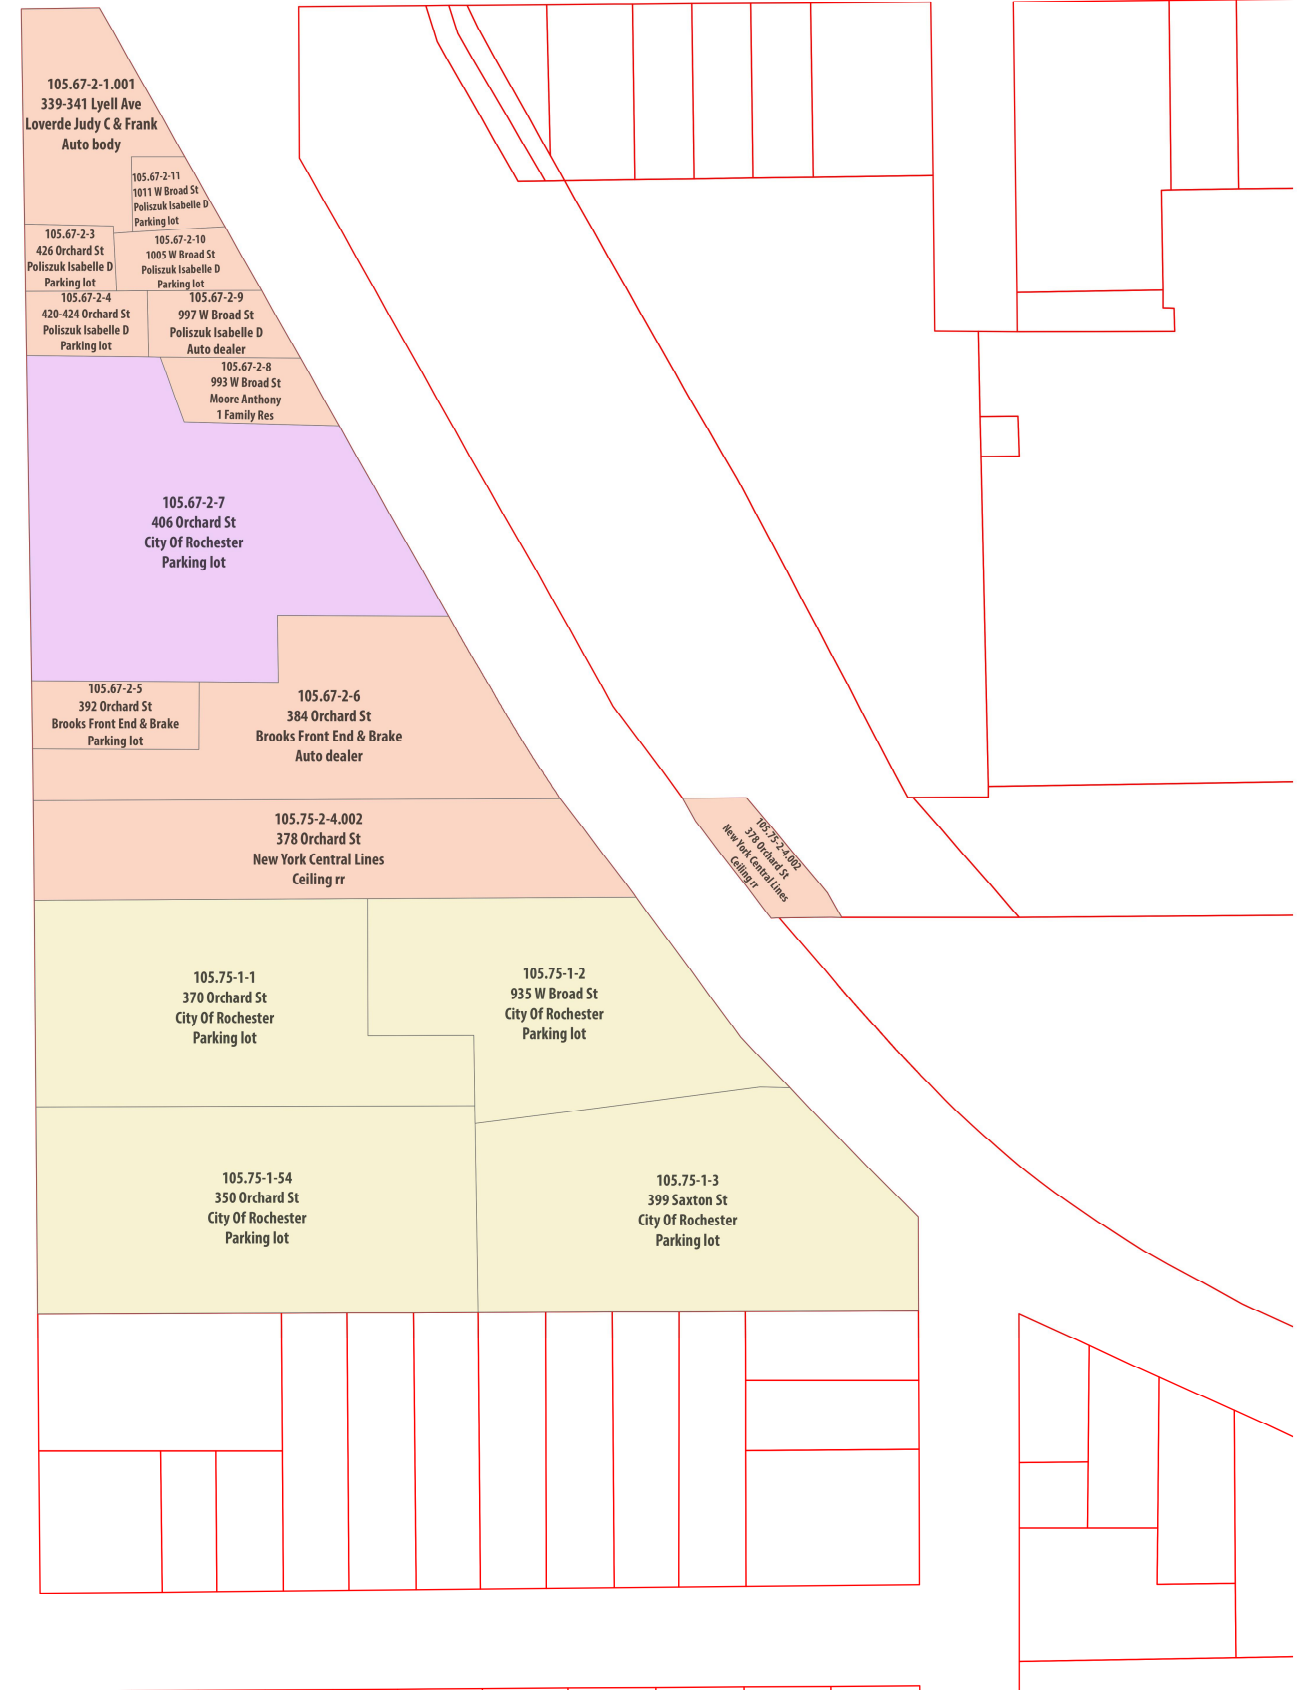 105.67-2-1.001
339-341 Lyell Ave
Loverde Judy C & Frank
Auto body
105.67-2-11
1011 W Broad St
Poliszuk Isabelle D
Parking lot
105.67-2-3
426 Orchard St
Poliszuk Isabelle D
Parking lot
105.67-2-10
1005 W Broad St
Poliszuk Isabelle D
Parking lot
105.67-2-4
420-424 Orchard St
Poliszuk Isabelle D
Parking lot
105.67-2-9
997 W Broad St
Poliszuk Isabelle D
Auto dealer
105.67-2-8
993 W Broad St
Moore Anthony
1 Family Res
105.67-2-7
406 Orchard St
City Of Rochester
Parking lot
105.67-2-5
392 Orchard St
Brooks Front End & Brake
Parking lot
105.67-2-6
384 Orchard St
Brooks Front End & Brake
Auto dealer
105.75-2-4.002
378 Orchard St
New York Central Lines
Ceiling rr
105.75-2-4.002
378 Orchard St
New York Central Lines
Ceiling rr
105.75-1-1
370 Orchard St
City Of Rochester
Parking lot
105.75-1-2
935 W Broad St
City Of Rochester
Parking lot
105.75-1-54
350 Orchard St
City Of Rochester
Parking lot
105.75-1-3
399 Saxton St
City Of Rochester
Parking lot